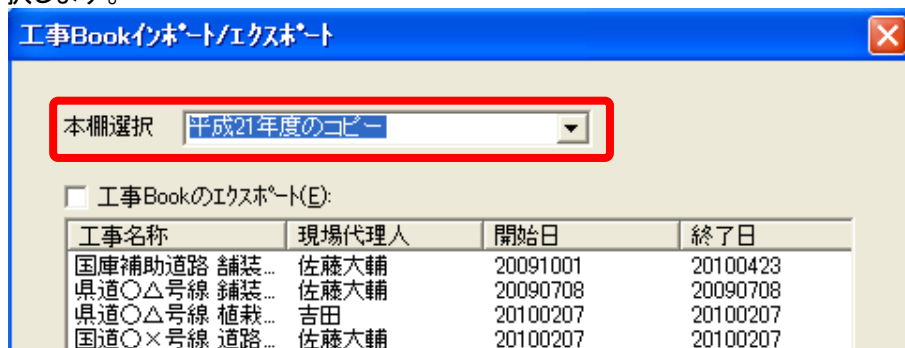 択します。
工事Bookインポート/エクスポート
本棚選択 平成21年度のコピー
工事Bookのエクスポート(E):
工事名称 現場代理人 開始日 終了日
国庫補助道路 舗装... 佐藤大輔 20091001 20100423
県道○△号線 舗装... 佐藤大輔 20090708 20090708
県道○△号線 植栽... 吉田 20100207 20100207
国道○×号線 道路... 佐藤大輔 20100207 20100207